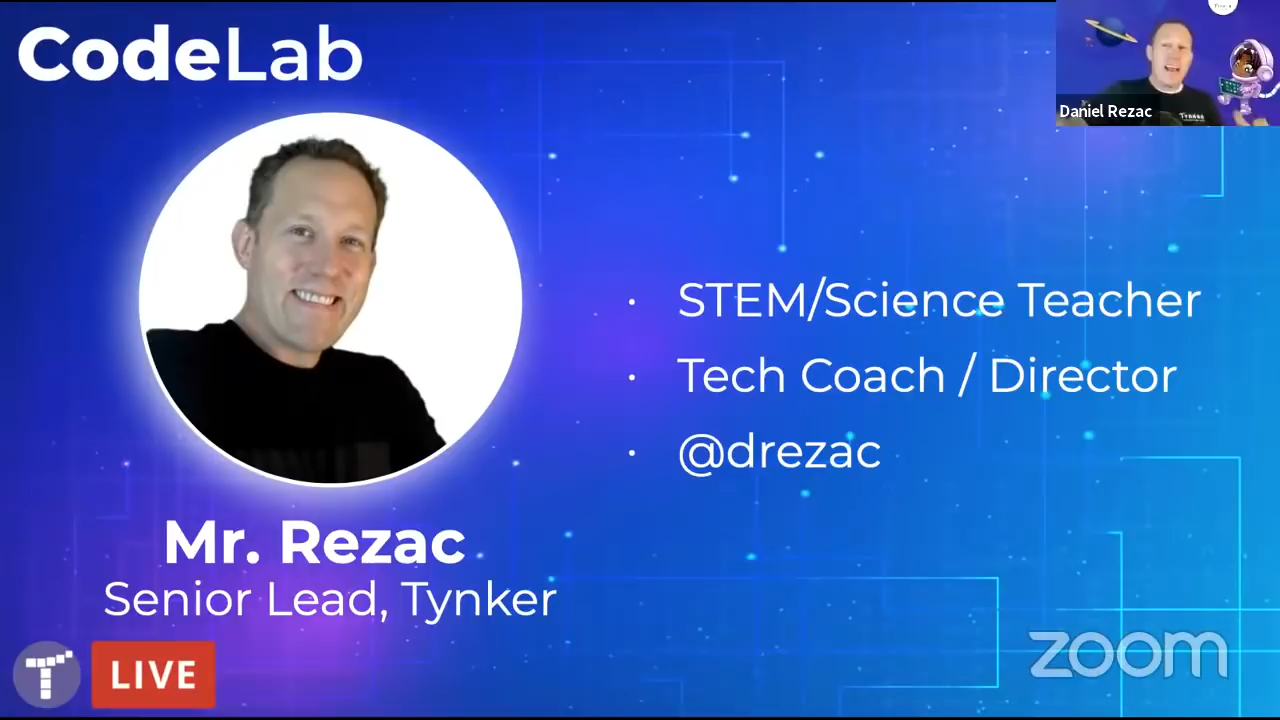 CodeLab
Daniel Rezac
· STEM/Science Teacher
· Tech Coach / Director
· @drezac
Mr. Rezac
Senior Lead, Tynker
LIVE
zoom